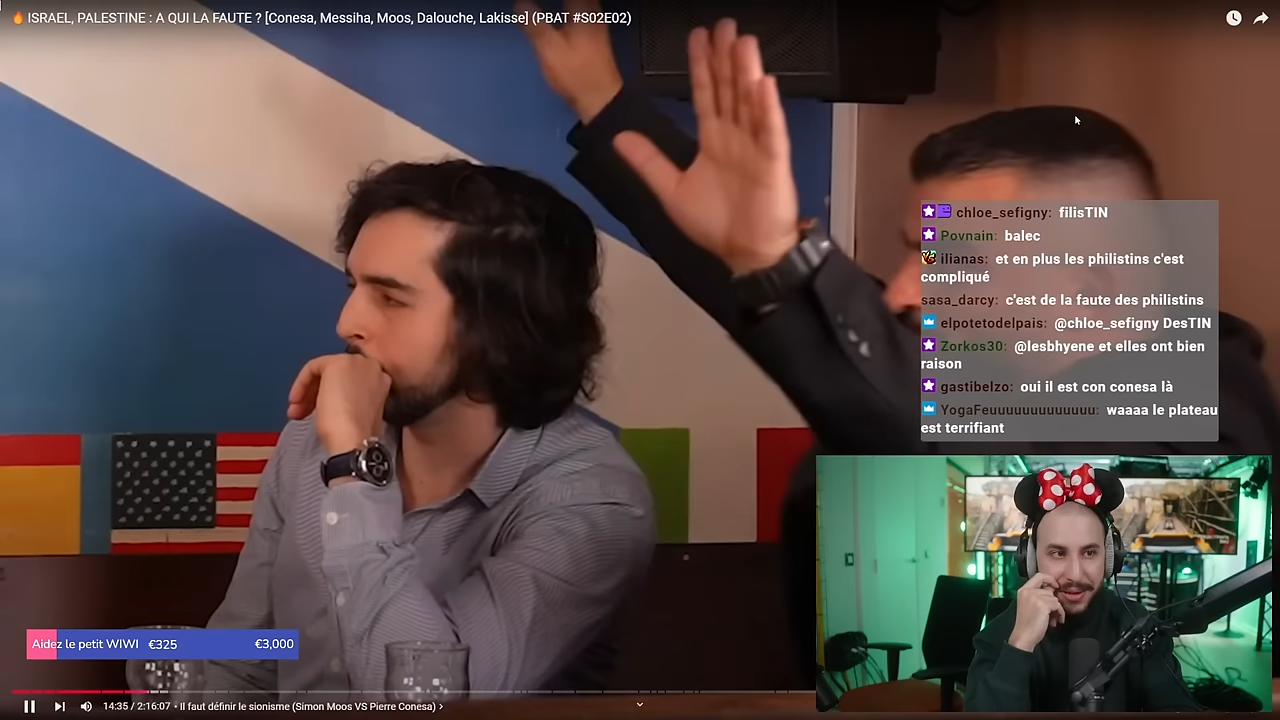 🔥ISRAEL, PALESTINE : A QUI LA FAUTE ? [Conesa, Messiha, Moos, Dalouche, Lakisse] (PBAT #S02E02)
chloe_sefigny: filisTIN
Povnain: balec
ilianas: et en plus les philistins c'est
compliqué
sasa_darcy: c'est de la faute des philistins
elpotetodelpais: @chloe_sefigny DesTIN
Zorkos30: @lesbhyene et elles ont bien
raison
gastibelzo: oui il est con conesa là
YogaFeuuuuuuuuuuuuu: waaaa le plateau
est terrifiant
Aidez le petit WIWI €325 €3,000
14:35 / 2:16:07 • Il faut définir le sionisme (Simon Moos VS Pierre Conesa) ›